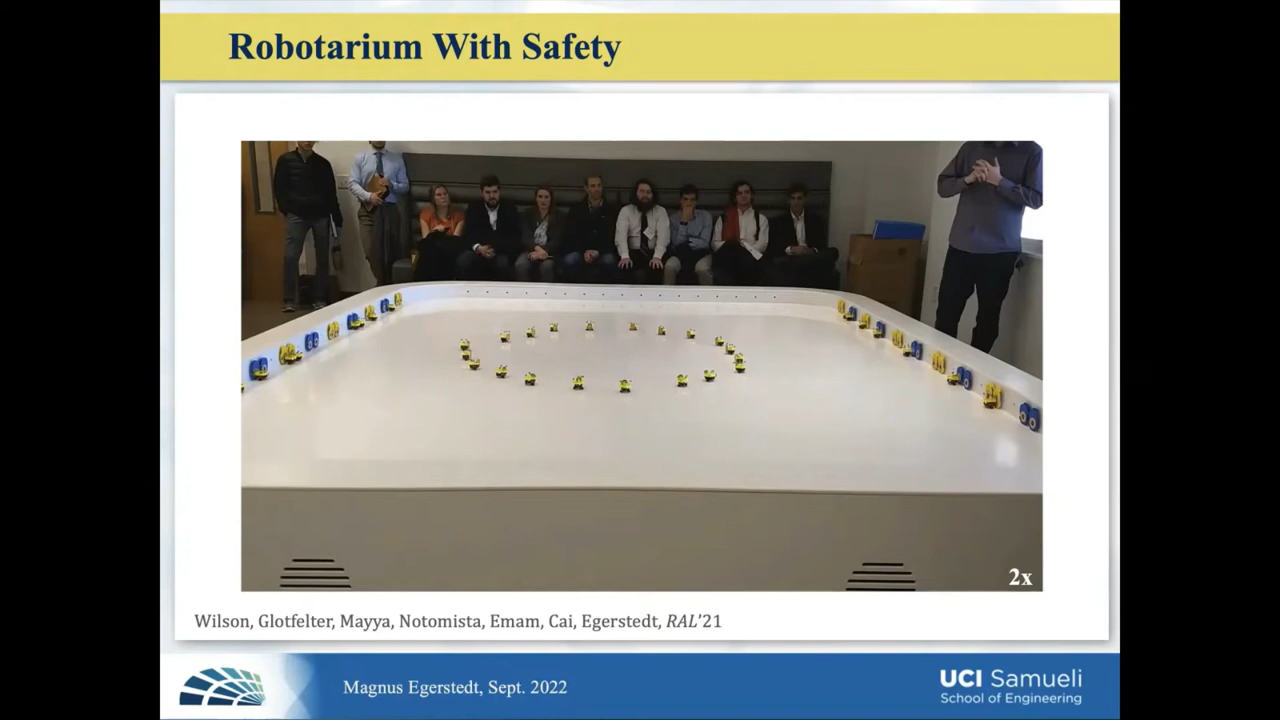 Robotarium With Safety
2x
Wilson, Glotfelter, Mayya, Notomista, Emam, Cai, Egerstedt, RAL'21
Magnus Egerstedt, Sept. 2022
UCI Samueli
School of Engineering